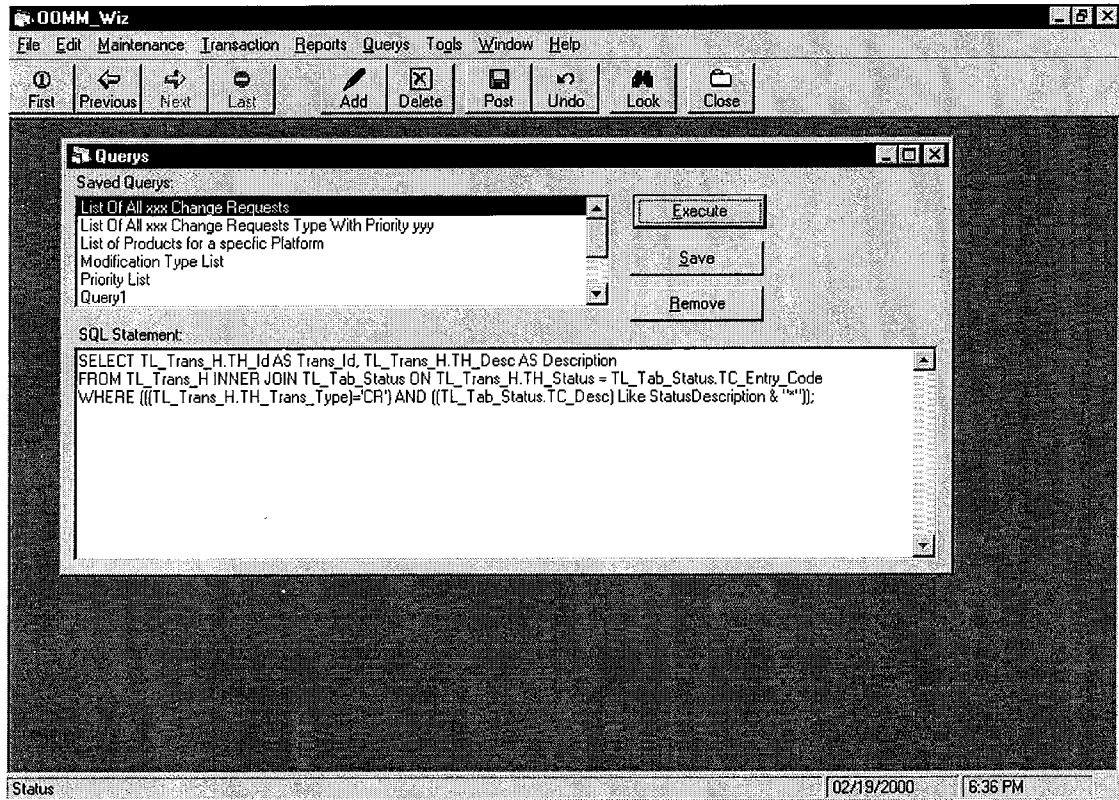 OOMM_Wiz
File Edit Maintenance Transaction Reports Querys Togls Window Help
First Previous Next Last Add Delete Post Undo Look Close
Querys
Saved Querys:
List Of All xxx Change Requests
List Of All xxx Change Requests Type With Priority yyy
List of Products for a specfic Platform
Modification Type List
Priority List
Query1
Execute
Save
Remove
SQL Statement:
SELECT TL_Trans_H.TH_Id AS Trans_Id, TL_Trans_H.TH_Desc AS Description
FROM TL_Trans_H INNER JOIN TL_Tab_Status ON TL_Trans_H.TH_Status = TL_Tab_Status.TC_Entry_Code
WHERE (((TL_Trans_H.TH_Trans_Type)='CR') AND ((TL_Tab_Status.TC_Desc) Like StatusDescription & "*"));
Status 02/19/2000 6:36 PM